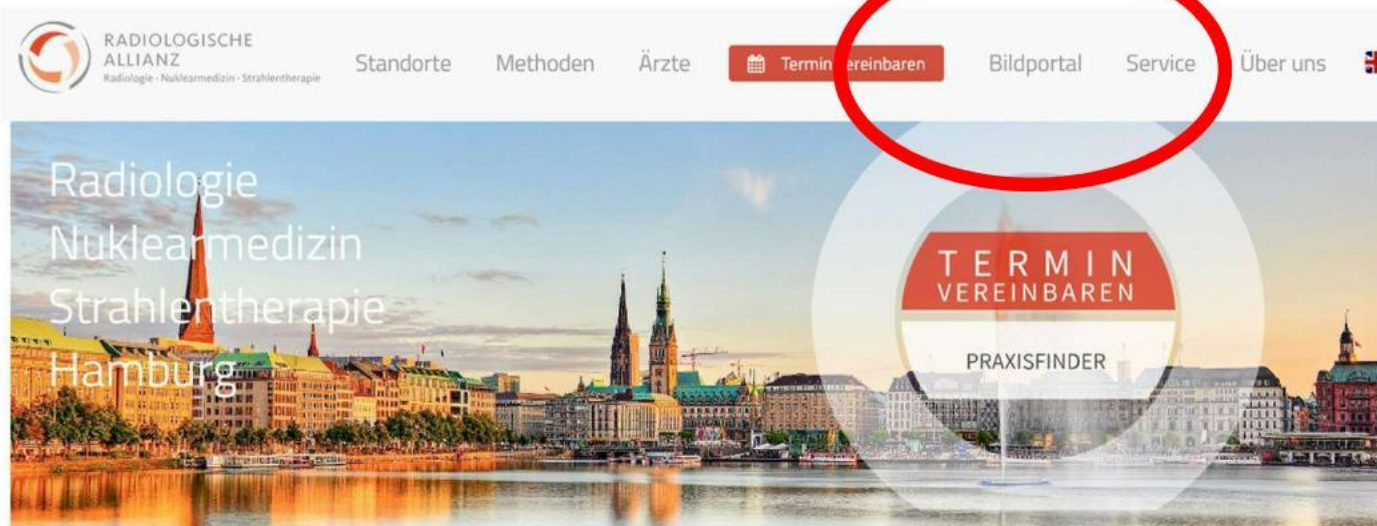 RADIOLOGISCHE
ALLIANZ
Radiologie · Nuklearmedizin · Strahlentherapie
Standorte Methoden Ärzte Termin vereinbaren Bildportal Service Über uns
Radiologie
Nuklearmedizin
Strahlentherapie
Hamburg
TERMIN
VEREINBAREN
PRAXISFINDER